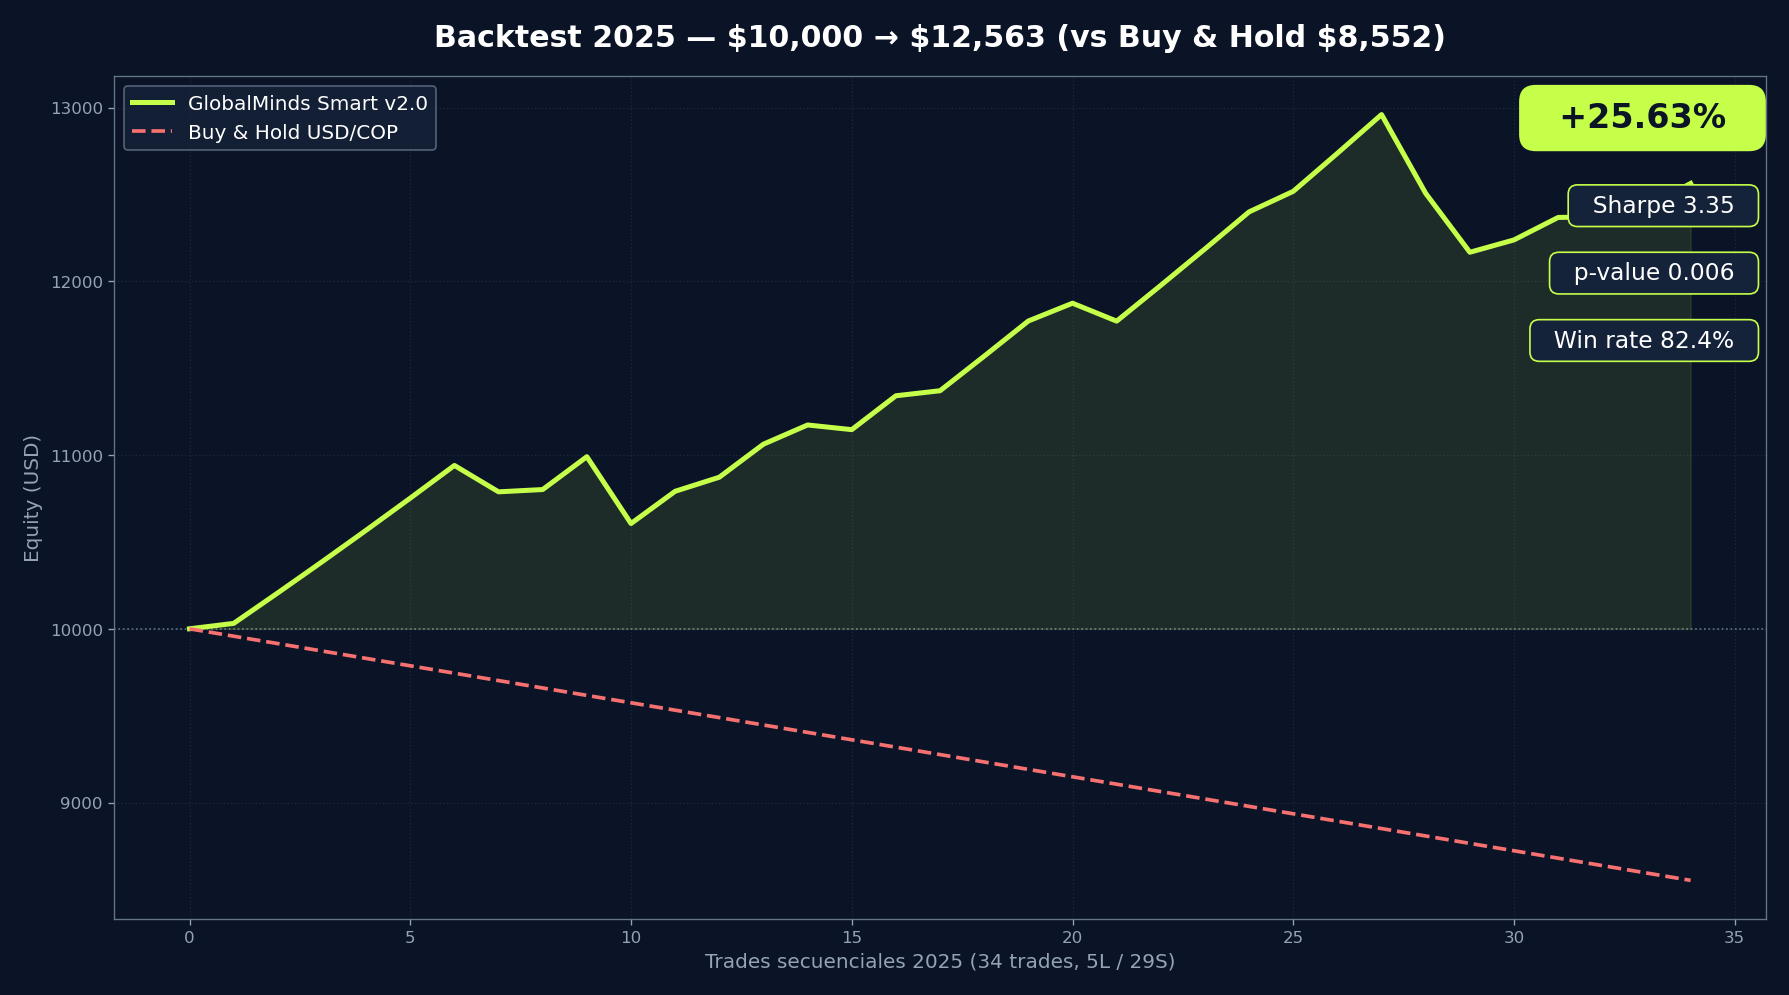 Backtest 2025 — $10,000 → $12,563 (vs Buy & Hold $8,552)
GlobalMinds Smart v2.0
Buy & Hold USD/COP
+25.63%
Sharpe 3.35
p-value 0.006
Win rate 82.4%
Equity (USD)
13000
12000
11000
10000
9000
0 5 10 15 20 25 30 35
Trades secuenciales 2025 (34 trades, 5L / 29S)